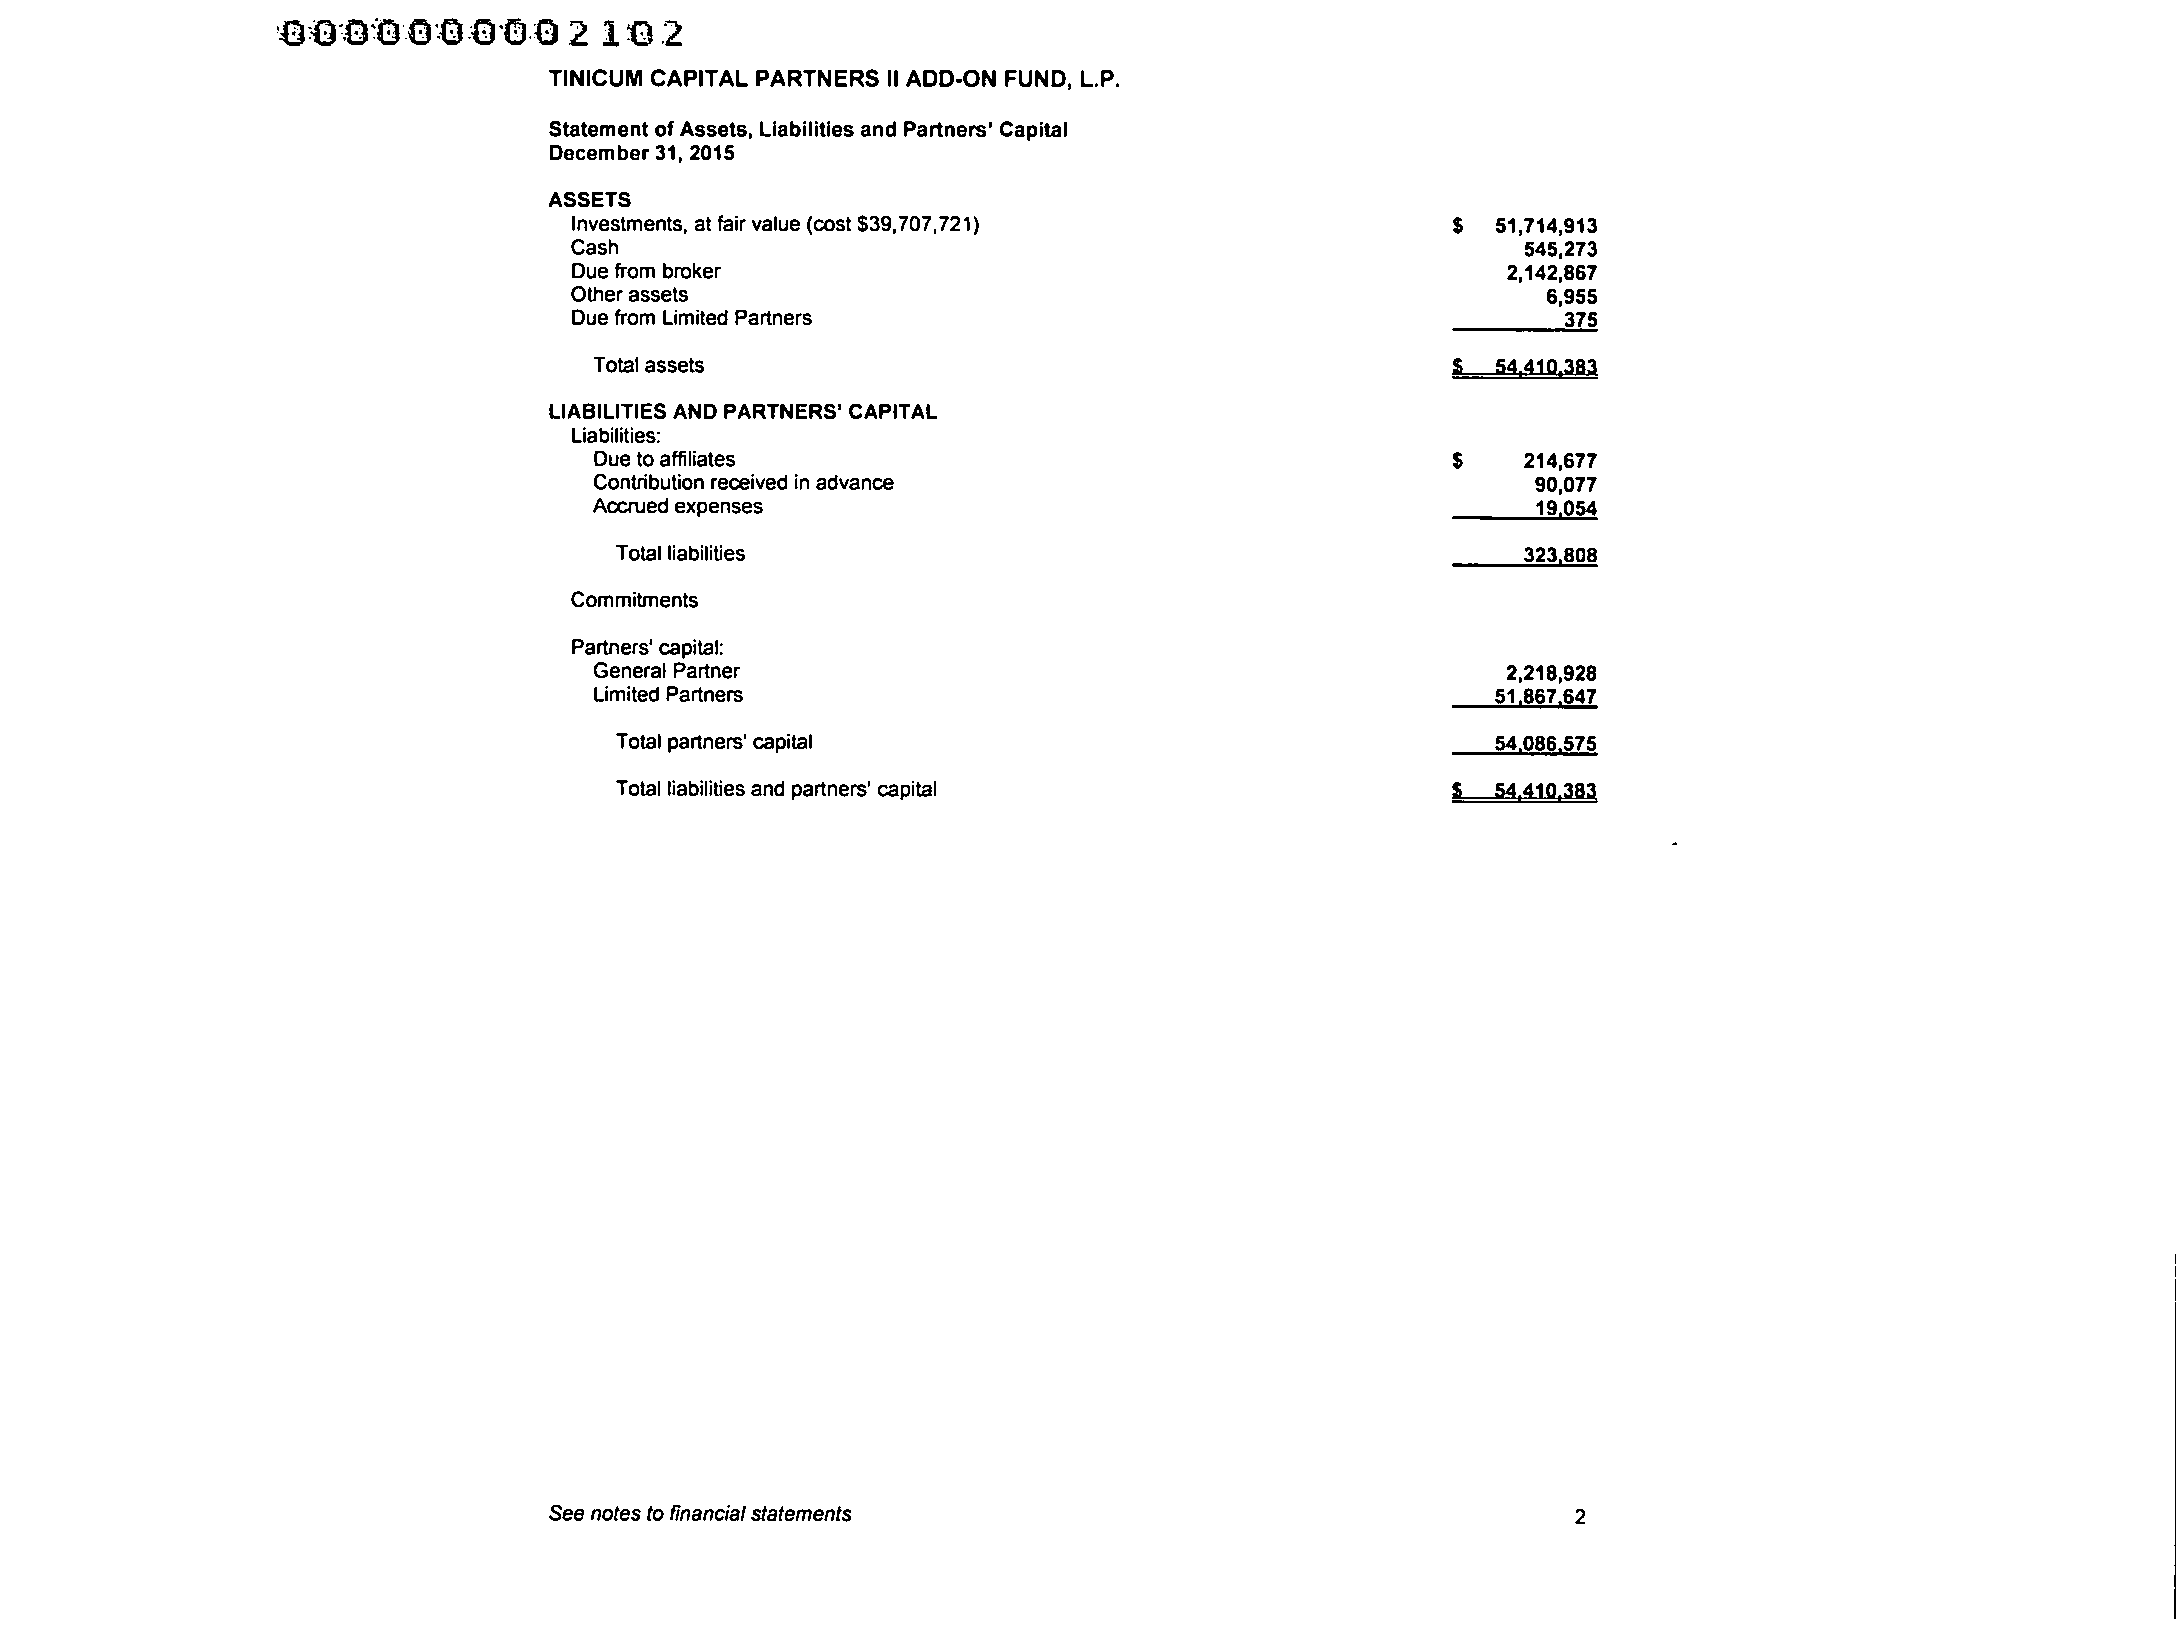 000000002102
TINICUM CAPITAL PARTNERS II ADD-ON FUND, L.P.
Statement of Assets, Liabilities and Partners' Capital
December 31, 2015
ASSETS
Investments, at fair value (cost $39,707,721) $ 51,714,913
Cash 545,273
Due from broker 2,142,867
Other assets 6,955
Due from Limited Partners 375
Total assets $ 54,410,383
LIABILITIES AND PARTNERS' CAPITAL
Liabilities:
Due to affiliates $ 214,677
Contribution received in advance 90,077
Accrued expenses 19,054
Total liabilities 323,808
Commitments
Partners' capital:
General Partner 2,218,928
Limited Partners 51,867,647
Total partners' capital 54,086,575
Total liabilities and partners' capital $ 54,410,383
See notes to financial statements 2